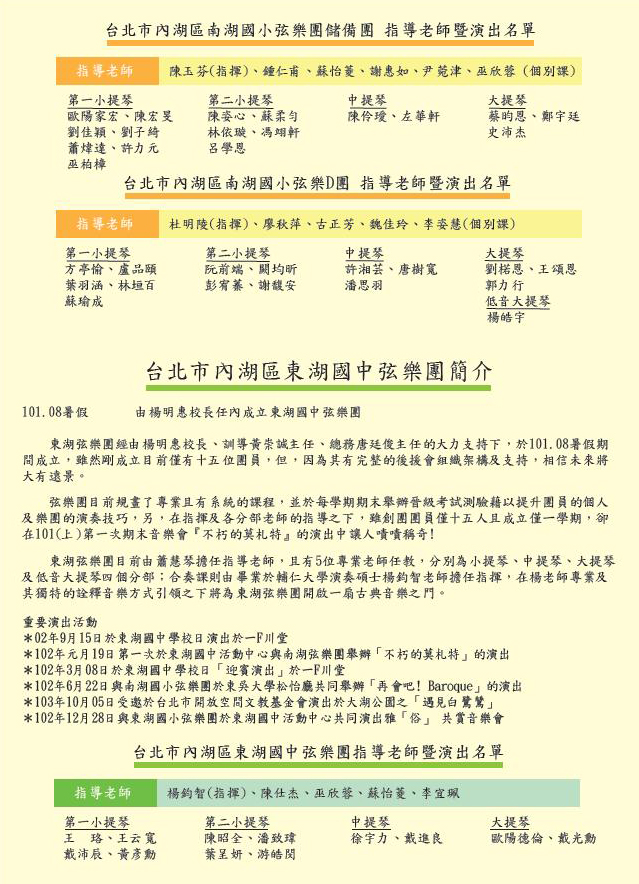 台北市內湖區南湖國小弦樂團儲備團 指導老師暨演出名單
指導老師 陳玉芬(指揮)、鍾仁甫、蘇怡菱、謝惠如、尹菀津、巫欣蓉 (個別課)
第一小提琴 第二小提琴 中提琴 大提琴
歐陽家宏、陳宏旻 陳姿心、蘇柔勻 陳伶瑷、左華軒 蔡昀恩、鄭宇廷
劉佳穎、劉子綺 林依璇、馮翊軒 史沛杰
蕭煒達、許力元 呂學恩
巫柏樟
台北市內湖區南湖國小弦樂D團 指導老師暨演出名單
指導老師 杜明陵(指揮)、廖秋萍、古正芳、魏佳玲、李姿慧(個別課)
第一小提琴 第二小提琴 中提琴 大提琴
方亭愉、盧品頤 阮前端、闕均昕 許湘芸、唐樹寬 劉掿恩、王頌恩
葉羽涵、林垣百 彭宥蓁、謝馥安 潘思羽 郭力行
蘇瑜成 低音大提琴
楊皓宇
台北市內湖區東湖國中弦樂團簡介
101.08暑假 由楊明惠校長任內成立東湖國中弦樂團
東湖弦樂團經由楊明惠校長、訓導黃崇誠主任、總務唐廷俊主任的大力支持下，於101.08暑假期
間成立，雖然剛成立目前僅有十五位團員，但，因為具有完整的後援會組織架構及支持，相信未來將
大有遠景。
弦樂團目前規畫了專業且有系統的課程，並於每學期期末舉辦晉級考試測驗藉以提升團員的個人
及樂團的演奏技巧，另，在指揮及各分部老師的指導之下，雖創團團員僅十五人且成立僅一學期，卻
在101(上)第一次期末音樂會『不朽的莫札特』的演出中讓人嘖嘖稱奇!
東湖弦樂團目前由蕭慧琴擔任指導老師，且有5位專業老師任教，分別為小提琴、中提琴、大提琴
及低音大提琴四個分部；合奏課則由畢業於輔仁大學演奏碩士楊鈞智老師擔任指揮，在楊老師專業及
其獨特的詮釋音樂方式引領之下將為東湖弦樂團開啟一扇古典音樂之門。
重要演出活動
＊02年9月15日於東湖國中學校日演出於一F川堂
＊102年元月19日第一次於東湖國中活動中心與南湖弦樂團舉辦「不朽的莫札特」的演出
＊102年3月08日於東湖國中學校日「迎賓演出」於一F川堂
＊102年6月22日與南湖國小弦樂團於東吳大學松怡廳共同舉辦「再會吧! Baroque」的演出
＊103年10月05日受邀於台北市開放空間文教基金會演出於大湖公園之「遇見白鷺鷥」
＊102年12月28日與東湖國小弦樂團於東湖國中活動中心共同演出雅「俗」 共賞音樂會
台北市內湖區東湖國中弦樂團指導老師暨演出名單
指導老師 楊鈞智(指揮)、陳仕杰、巫欣蓉、蘇怡菱、李宜珮
第一小提琴 第二小提琴 中提琴 大提琴
王 珞、王云寬 陳昭全、潘致瑋 徐宇力、戴進良 歐陽德倫、戴光勳
戴沛辰、黃彥勳 葉呈妍、游皓閔